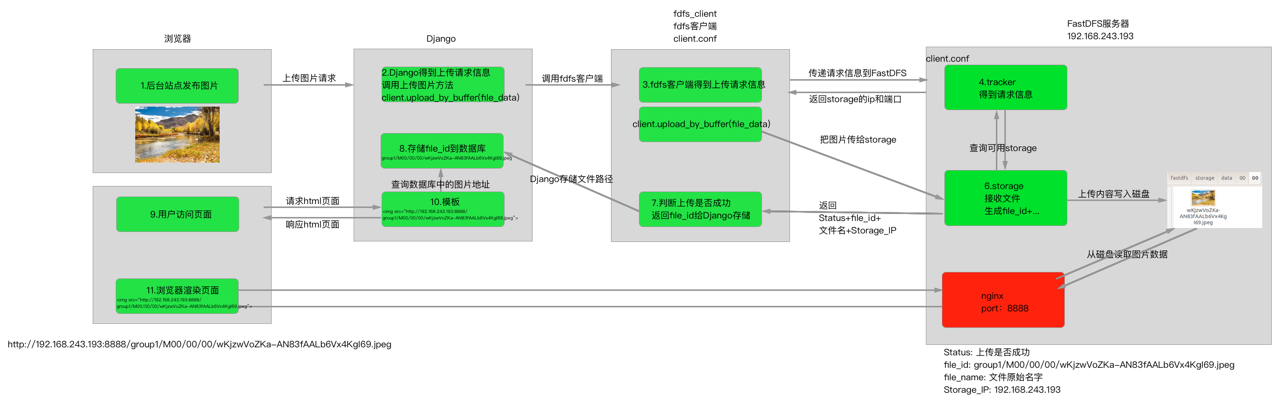 浏览器
Django
fdfs_client
fdfs客户端
client.conf
FastDFS服务器
192.168.243.193
1.后台站点发布图片
上传图片请求
2.Django得到上传请求信息
调用上传图片方法
client.upload_by_buffer(file_data)
调用fdfs客户端
3.fdfs客户端得到上传请求信息
client.upload_by_buffer(file_data)
传递请求信息到FastDFS
返回storage的ip和端口
client.conf
4.tracker
得到请求信息
查询可用storage
把图片传给storage
6.storage
接收文件
生成file_id+...
上传内容写入磁盘
fastdfs storage data 00 00
wKjzwVoZKa-
AN83fAALb6Vx4Kg
I69.jpeg
从磁盘读取图片数据
返回
Status+file_id+
文件名+Storage_IP
7.判断上传是否成功
返回file_id给Django存储
Django存储文件路径
8.存储file_id到数据库
group1/M00/00/00/wKjzwVoZKa-AN83fAALb6Vx4KgI69.jpeg
查询数据库中的图片地址
10.模板
<img src="http://192.168.243.193:8888/
group1/M00/00/00/wKjzwVoZKa-AN83fAALb6Vx4KgI69.jpeg">
9.用户访问页面
请求html页面
响应html页面
11.浏览器渲染页面
<img src="http://192.168.243.193:8888/
group1/M00/00/00/wKjzwVoZKa-AN83fAALb6Vx4KgI69.jpeg">
nginx
port：8888
http://192.168.243.193:8888/group1/M00/00/00/wKjzwVoZKa-AN83fAALb6Vx4KgI69.jpeg
Status: 上传是否成功
file_id: group1/M00/00/00/wKjzwVoZKa-AN83fAALb6Vx4KgI69.jpeg
file_name: 文件原始名字
Storage_IP: 192.168.243.193